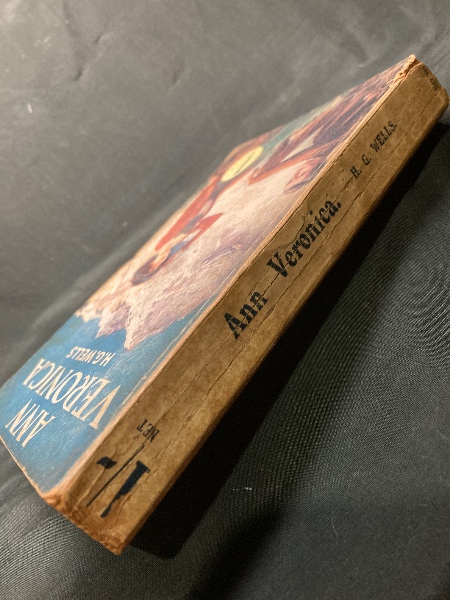 Ann Veronica.
H. G. WELLS.
1/-
NET
ANN
VERONICA
H.G.WELLS